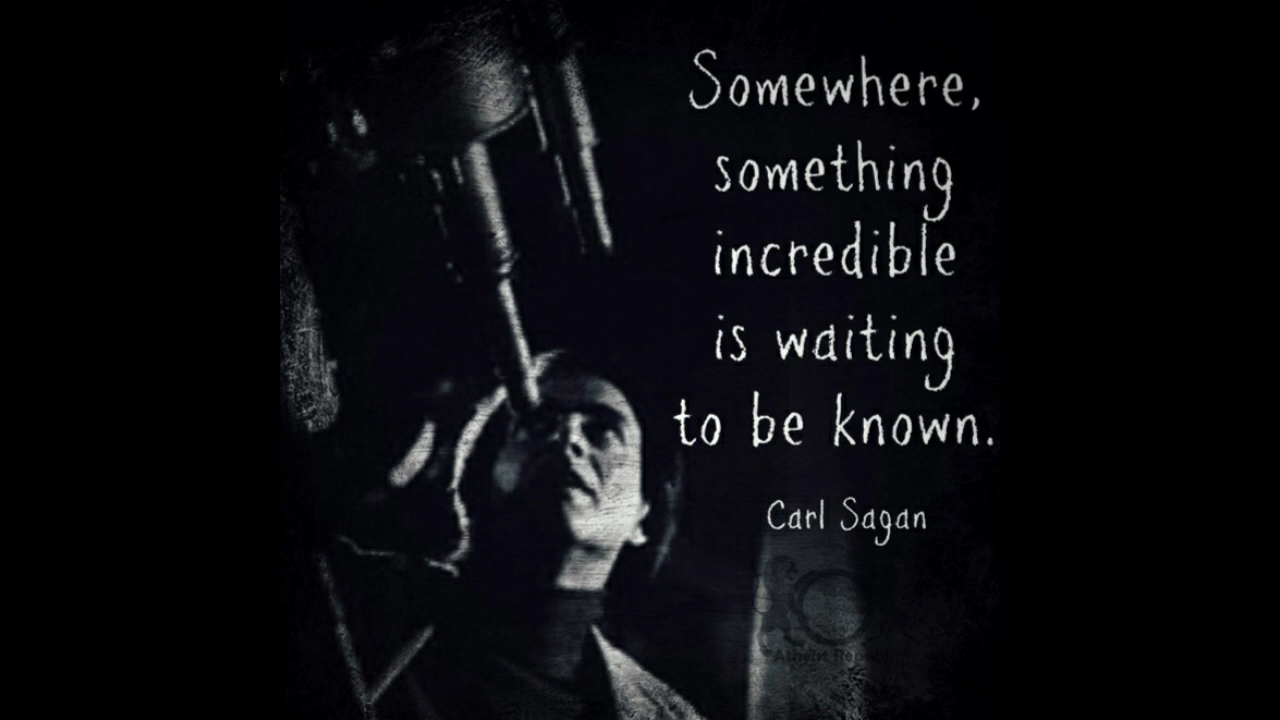 Somewhere,
something
incredible
is waiting
to be known.
Carl Sagan